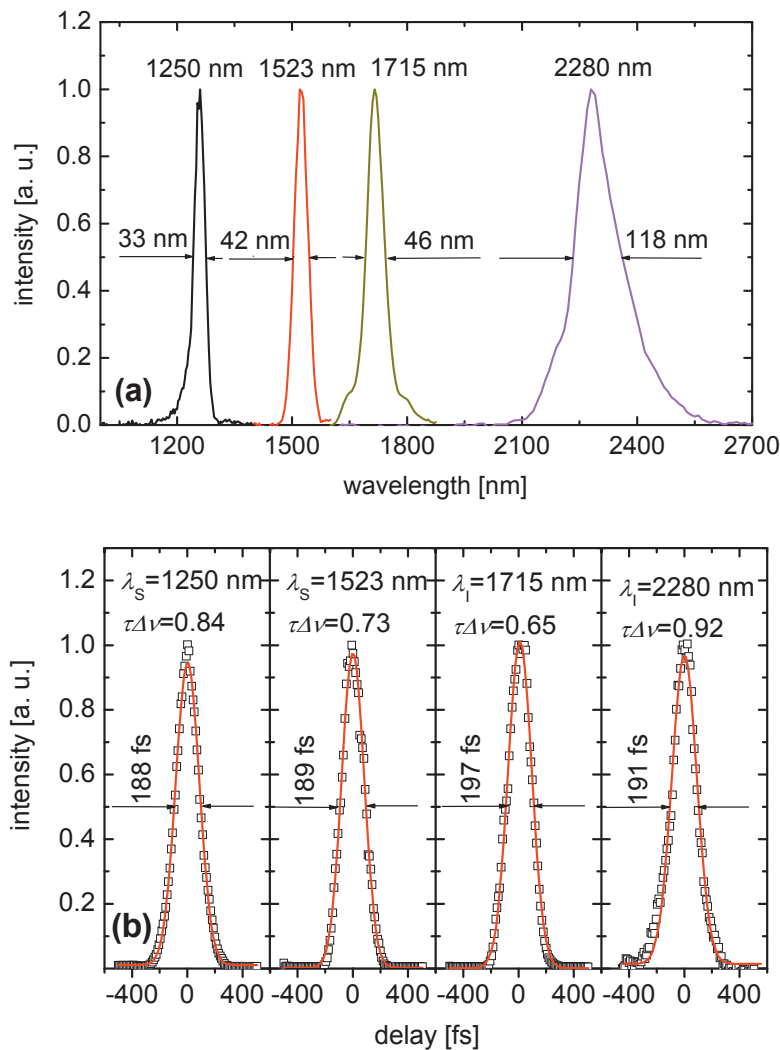 1.2
1.0
0.8
0.6
0.4
0.2
0.0
intensity [a. u.]
1250 nm 1523 nm 1715 nm 2280 nm
33 nm 42 nm 46 nm 118 nm
(a)
1200 1500 1800 2100 2400 2700
wavelength [nm]
1.2
1.0
0.8
0.6
0.4
0.2
intensity [a. u.]
λS=1250 nm
τΔν=0.84
188 fs
λS=1523 nm
τΔν=0.73
189 fs
λI=1715 nm
τΔν=0.65
197 fs
λI=2280 nm
τΔν=0.92
191 fs
(b)
-400 0 400 -400 0 400 -400 0 400 -400 0 400
delay [fs]